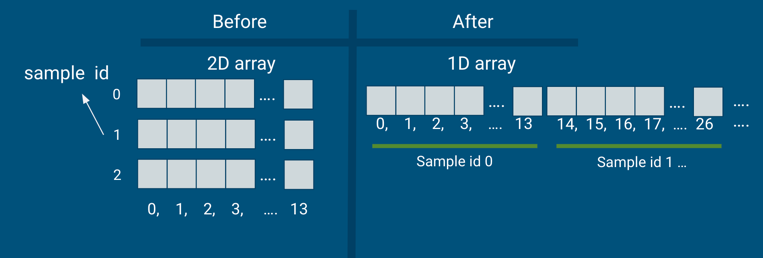 Before
After
2D array
1D array
sample id
0
....
....
....
0, 1, 2, 3, .... 13 14, 15, 16, 17, .... 26 ....
1
....
Sample id 0
Sample id 1 ...
2
....
0, 1, 2, 3, .... 13